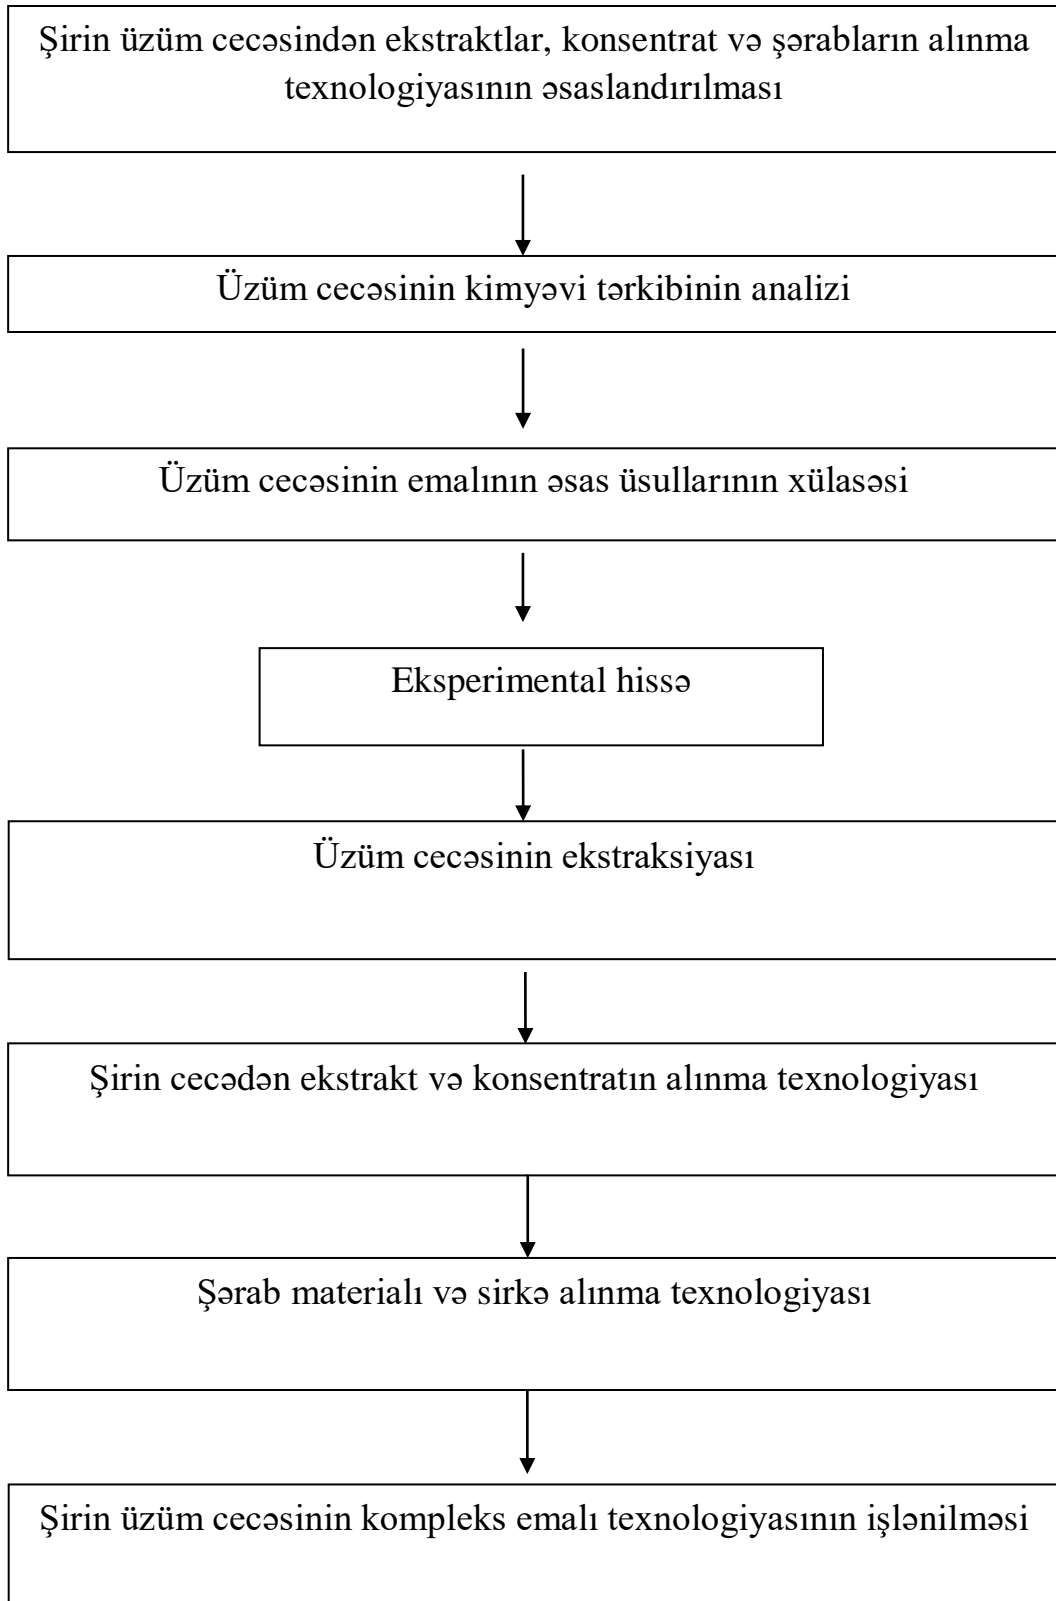 Şirin üzüm cecəsindən ekstraktlar, konsentrat və şərabların alınma
texnologiyasının əsaslandırılması
Üzüm cecəsinin kimyəvi tərkibinin analizi
Üzüm cecəsinin emalının əsas üsullarının xülasəsi
Eksperimental hissə
Üzüm cecəsinin ekstraksiyası
Şirin cecədən ekstrakt və konsentratın alınma texnologiyası
Şərab materialı və sirkə alınma texnologiyası
Şirin üzüm cecəsinin kompleks emalı texnologiyasının işlənilməsi